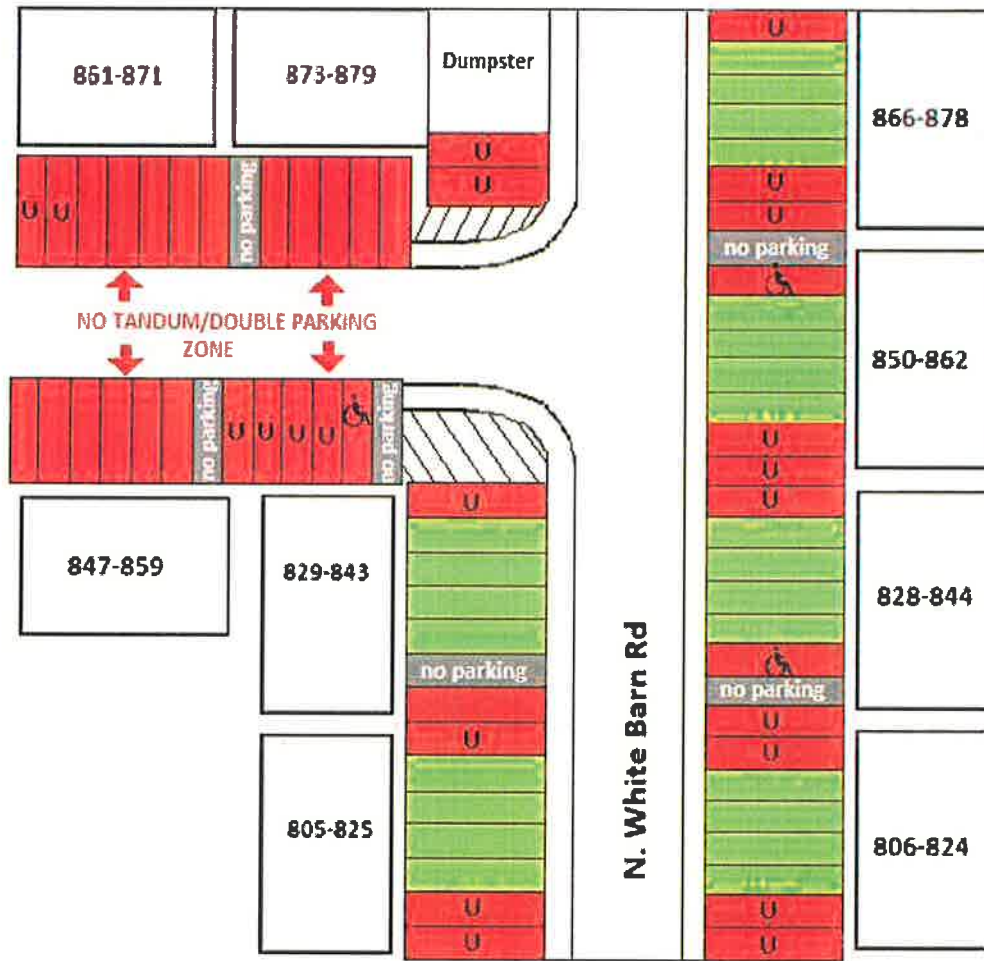 861-871
873-879
Dumpster
U
U
U U
no parking
NO TANDUM/DOUBLE PARKING
ZONE
no parking
U U U U
no parking
847-859
829-843
805-825
U
no parking
U
U
U
N. White Barn Rd
U
U
U
no parking
U
U
U
no parking
U
U
U
U
866-878
850-862
828-844
806-824